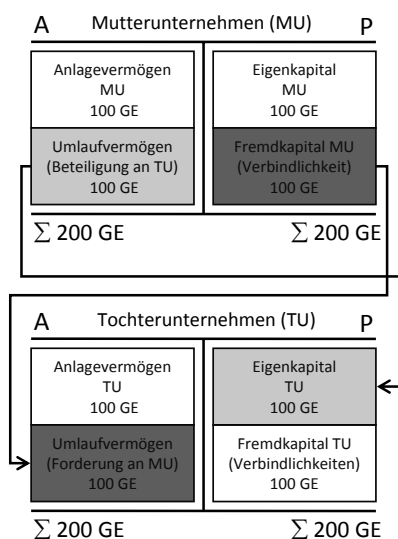 Mutterunternehmen (MU)
A
P
Anlagevermögen
MU
100 GE
Eigenkapital
MU
100 GE
Umlaufvermögen
(Beteiligung an TU)
100 GE
Fremdkapital MU
(Verbindlichkeit)
100 GE
∑ 200 GE
∑ 200 GE
Tochterunternehmen (TU)
A
P
Anlagevermögen
TU
100 GE
Eigenkapital
TU
100 GE
Umlaufvermögen
(Forderung an MU)
100 GE
Fremdkapital TU
(Verbindlichkeiten)
100 GE
∑ 200 GE
∑ 200 GE